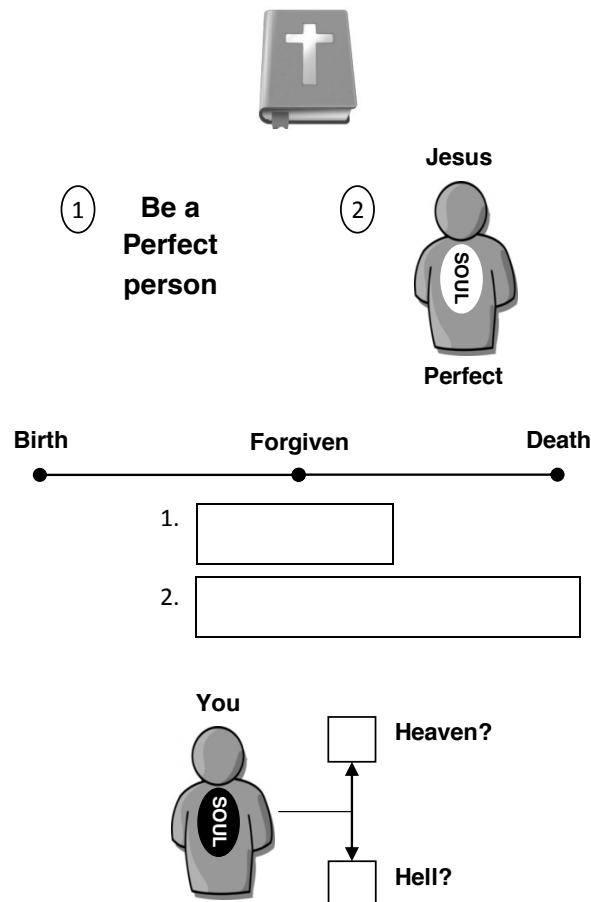 Jesus
1 Be a 2
Perfect
person
SOUL
Perfect
Birth Forgiven Death
1.
2.
You
Heaven?
SOUL
Hell?